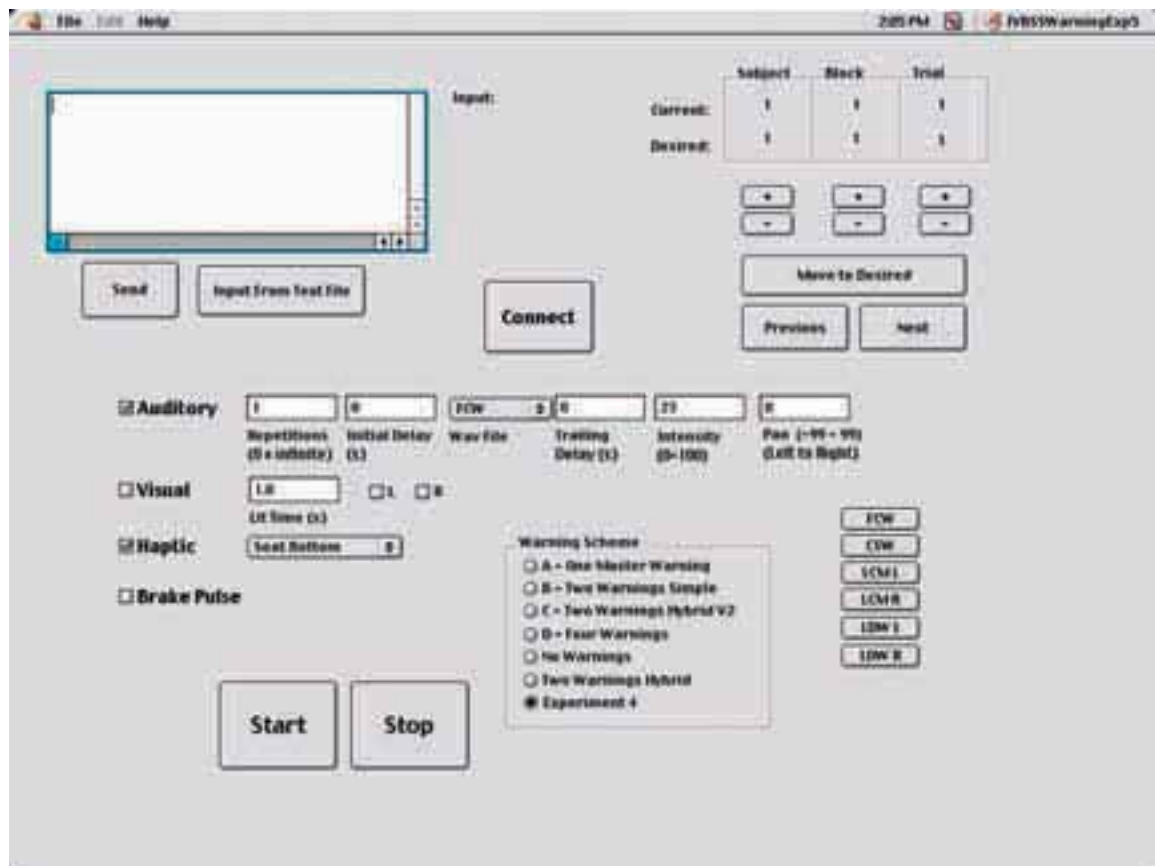 File Edit Help 2:05 PM IVBSSWarningExp5
Subject Block Trial
Input:
Current: 1 1 1
Desired: 1 1 1
+ + +
- - -
Send Input From Text File
Connect
Move to Desired
Previous Next
Auditory 1 0 FCW 0 0
Repetitions Initial Delay Wav File Trailing Intensity Pan (-99 - 99)
(0 = infinite) (s) Delay (s) (0-100) (Left to Right)
Visual 1.0 L R
Lit Time (s)
Haptic Seat Bottom
Brake Pulse
Warning Scheme
A - One Master Warning
B - Two Warnings Simple
C - Two Warnings Hybrid V2
D - Four Warnings
No Warnings
Two Warnings Hybrid
Experiment 4
FCW
CSW
LCM R
LDW L
LDW R
Start Stop